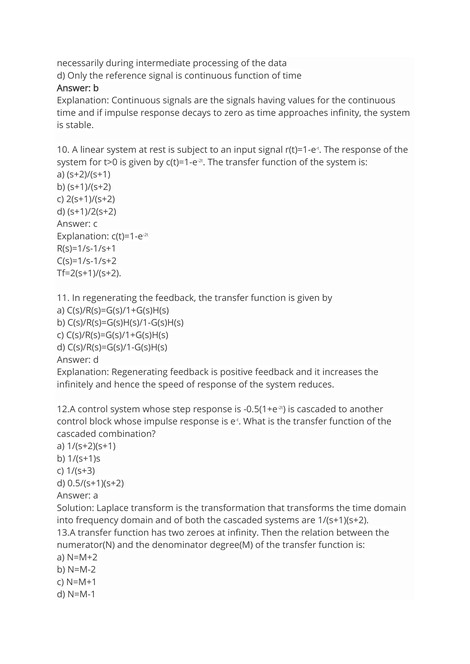 necessarily during intermediate processing of the data
d) Only the reference signal is continuous function of time
Answer: b
Explanation: Continuous signals are the signals having values for the continuous
time and if impulse response decays to zero as time approaches infinity, the system
is stable.
10. A linear system at rest is subject to an input signal r(t)=1-e⁻ᵗ. The response of the
system for t>0 is given by c(t)=1-e⁻²ᵗ. The transfer function of the system is:
a) (s+2)/(s+1)
b) (s+1)/(s+2)
c) 2(s+1)/(s+2)
d) (s+1)/2(s+2)
Answer: c
Explanation: c(t)=1-e⁻²ᵗ
R(s)=1/s-1/s+1
C(s)=1/s-1/s+2
Tf=2(s+1)/(s+2).
11. In regenerating the feedback, the transfer function is given by
a) C(s)/R(s)=G(s)/1+G(s)H(s)
b) C(s)/R(s)=G(s)H(s)/1-G(s)H(s)
c) C(s)/R(s)=G(s)/1+G(s)H(s)
d) C(s)/R(s)=G(s)/1-G(s)H(s)
Answer: d
Explanation: Regenerating feedback is positive feedback and it increases the
infinitely and hence the speed of response of the system reduces.
12.A control system whose step response is -0.5(1+e⁻²ᵗ) is cascaded to another
control block whose impulse response is e⁻ᵗ. What is the transfer function of the
cascaded combination?
a) 1/(s+2)(s+1)
b) 1/(s+1)s
c) 1/(s+3)
d) 0.5/(s+1)(s+2)
Answer: a
Solution: Laplace transform is the transformation that transforms the time domain
into frequency domain and of both the cascaded systems are 1/(s+1)(s+2).
13.A transfer function has two zeroes at infinity. Then the relation between the
numerator(N) and the denominator degree(M) of the transfer function is:
a) N=M+2
b) N=M-2
c) N=M+1
d) N=M-1